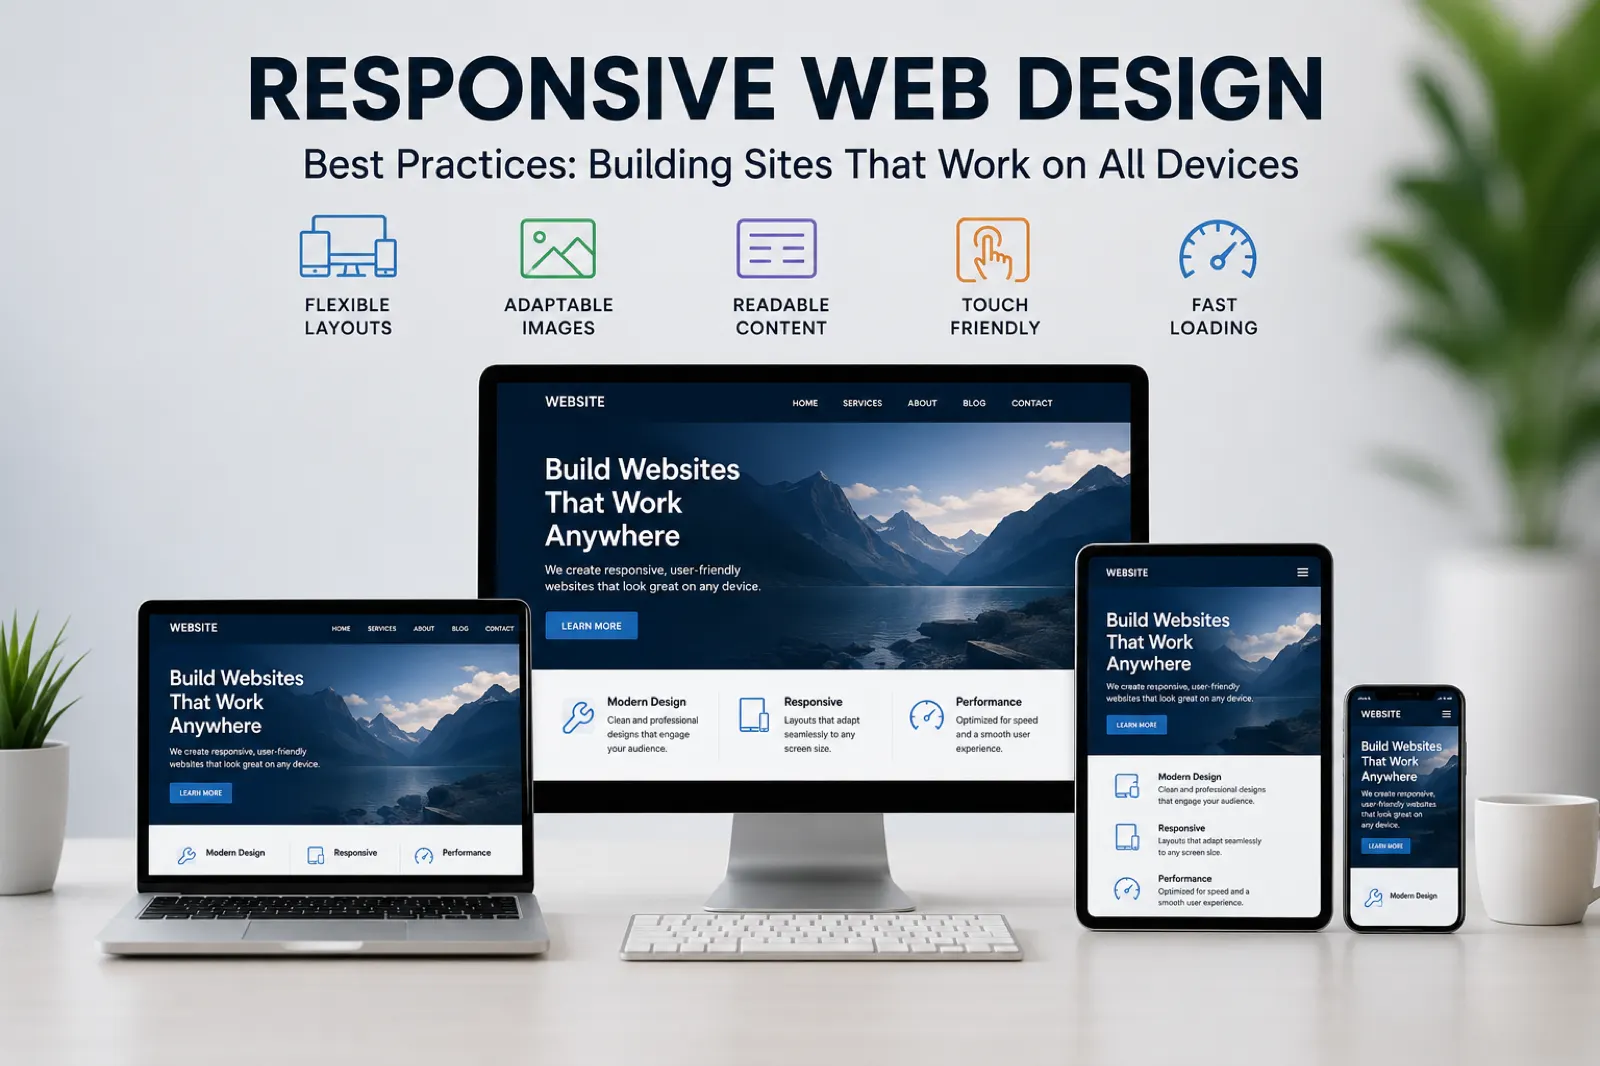 RESPONSIVE WEB DESIGN
Best Practices: Building Sites That Work on All Devices
FLEXIBLE
LAYOUTS
ADAPTABLE
IMAGES
READABLE
CONTENT
TOUCH
FRIENDLY
FAST
LOADING
WEBSITE
HOME SERVICES ABOUT BLOG CONTACT
Build Websites
That Work
Anywhere
We create responsive, user-friendly
websites that look great on any device.
LEARN MORE
Modern Design
Clean and professional
designs that engage
your audience.
Responsive
Layouts that adapt
seamlessly to any
screen size.
Performance
Optimized for speed
and a smooth user
experience.
WEBSITE
HOME SERVICES ABOUT BLOG CONTACT
Build Websites
That Work
Anywhere
We create responsive, user-friendly
websites that look great on any device.
LEARN MORE
Modern Design
Responsive
Performance
WEBSITE
Build Websites
That Work
Anywhere
We create responsive, user-friendly
websites that look great on any device.
LEARN MORE
Modern Design
Clean and professional designs
that engage your audience.
Responsive
Layouts that adapt seamlessly
to any screen size.
Performance
Optimized for speed and a
smooth user experience.
WEBSITE
Build Websites
That Work
Anywhere
We create responsive,
user-friendly websites
that look great on
any device.
LEARN MORE
Modern Design